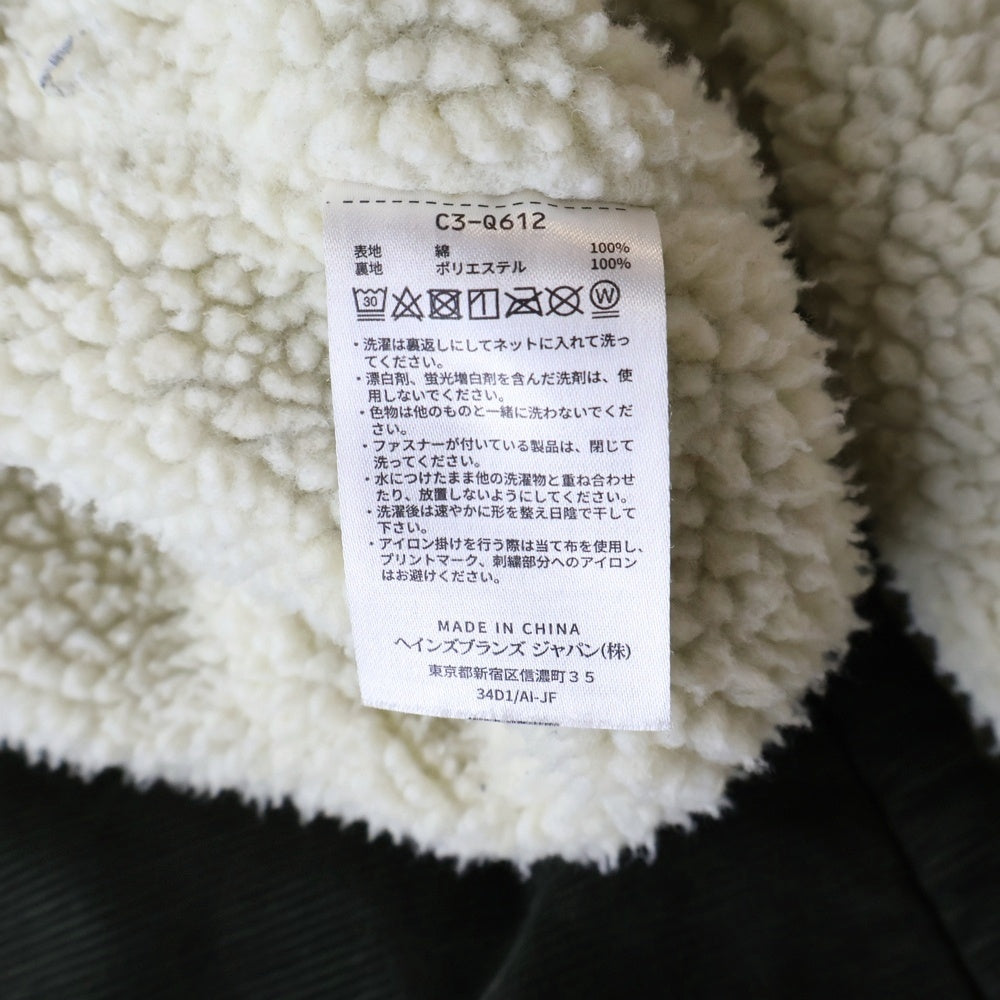 C3-Q612
表地 綿 100%
裏地 ポリエステル 100%
30 W
・洗濯は裏返しにしてネットに入れて洗っ
てください。
・漂白剤、蛍光増白剤を含んだ洗剤は、使
用しないでください。
・色物は他のものと一緒に洗わないでくだ
さい。
・ファスナーが付いている製品は、閉じて
洗ってください。
・水につけたまま他の洗濯物と重ね合わせ
たり、放置しないようにしてください。
・洗濯後は速やかに形を整え日陰で干して
下さい。
・アイロン掛けを行う際は当て布を使用し、
プリントマーク、刺繍部分へのアイロン
はお避けください。
MADE IN CHINA
ヘインズブランズ ジャパン(株)
東京都新宿区信濃町35
34D1/AI-JF